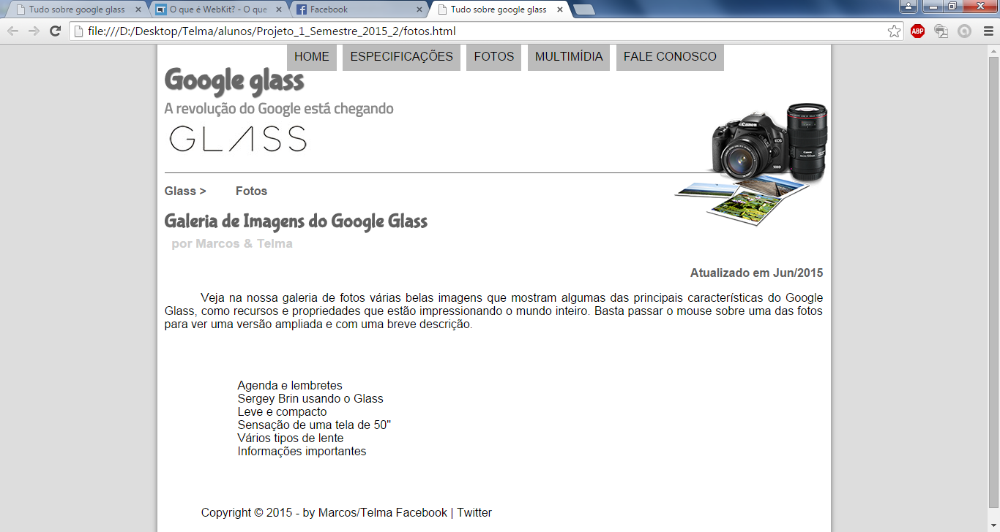 Tudo sobre google glass
O que é WebKit? - O que
Facebook
Tudo sobre google glass
file:///D:/Desktop/Telma/alunos/Projeto_1_Semestre_2015_2/fotos.html
ABP
HOME ESPECIFICAÇÕES FOTOS MULTIMÍDIA FALE CONOSCO
Google glass
A revolução do Google está chegando
GLASS
Canon
EOS
500D
Canon
Glass > Fotos
Galeria de Imagens do Google Glass
por Marcos & Telma
Atualizado em Jun/2015
Veja na nossa galeria de fotos várias belas imagens que mostram algumas das principais características do Google
Glass, como recursos e propriedades que estão impressionando o mundo inteiro. Basta passar o mouse sobre uma das fotos
para ver uma versão ampliada e com uma breve descrição.
Agenda e lembretes
Sergey Brin usando o Glass
Leve e compacto
Sensação de uma tela de 50"
Vários tipos de lente
Informações importantes
Copyright © 2015 - by Marcos/Telma Facebook | Twitter